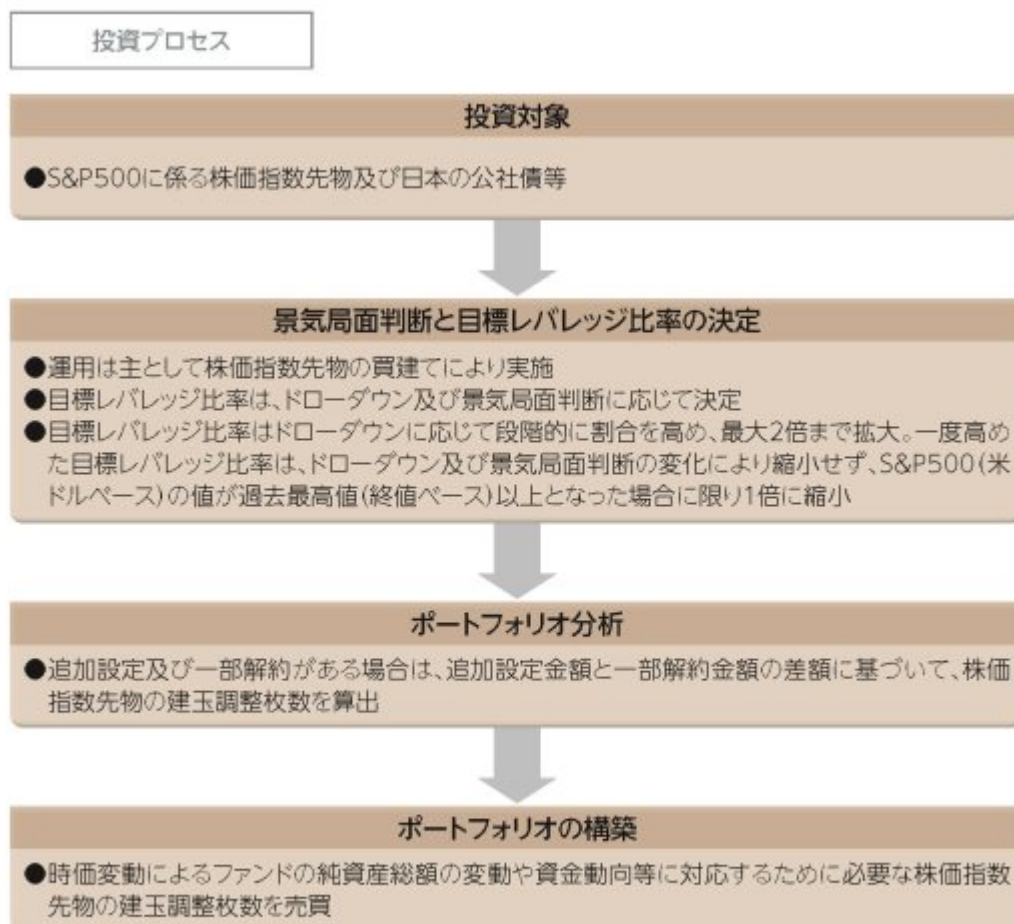 投資プロセス
投資対象
●S&P500に係る株価指数先物及び日本の公社債等
景気局面判断と目標レバレッジ比率の決定
●運用は主として株価指数先物の買建てにより実施
●目標レバレッジ比率は、ドローダウン及び景気局面判断に応じて決定
●目標レバレッジ比率はドローダウンに応じて段階的に割合を高め、最大2倍まで拡大。一度高め
た目標レバレッジ比率は、ドローダウン及び景気局面判断の変化により縮小せず、S&P500(米
ドルベース)の値が過去最高値(終値ベース)以上となった場合に限り1倍に縮小
ポートフォリオ分析
●追加設定及び一部解約がある場合は、追加設定金額と一部解約金額の差額に基づいて、株価
指数先物の建玉調整枚数を算出
ポートフォリオの構築
●時価変動によるファンドの純資産総額の変動や資金動向等に対応するために必要な株価指数
先物の建玉調整枚数を売買